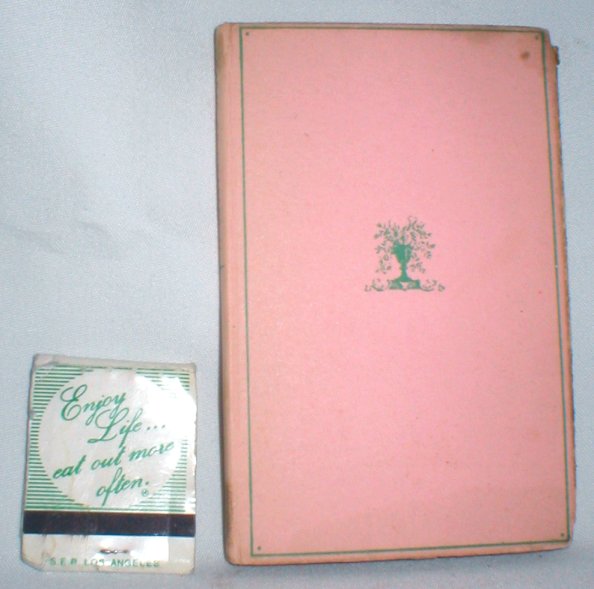 Enjoy
Life...
eat out more
often.®
S.E.R. LOS ANGELES